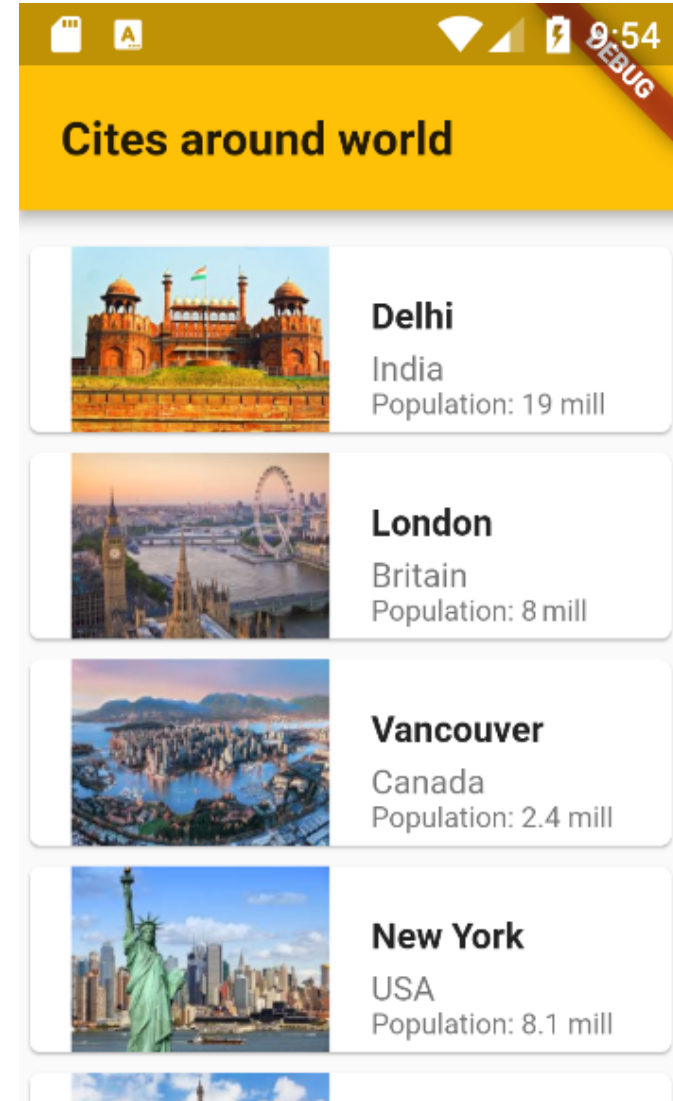 9:54
DEBUG
Cites around world
Delhi
India
Population: 19 mill
London
Britain
Population: 8 mill
Vancouver
Canada
Population: 2.4 mill
New York
USA
Population: 8.1 mill